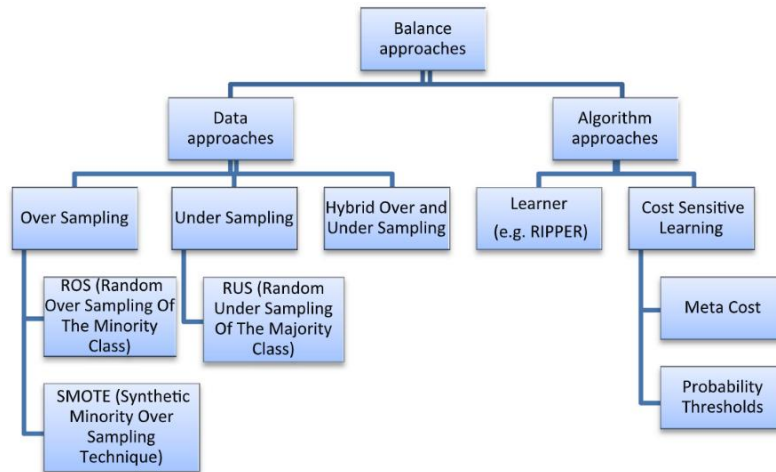 Balance
approaches
Data
approaches
Algorithm
approaches
Over Sampling
Under Sampling
Hybrid Over and
Under Sampling
Learner
(e.g. RIPPER)
Cost Sensitive
Learning
ROS (Random
Over Sampling Of
The Minority
Class)
RUS (Random
Under Sampling
Of The Majority
Class)
Meta Cost
SMOTE (Synthetic
Minority Over
Sampling
Technique)
Probability
Thresholds